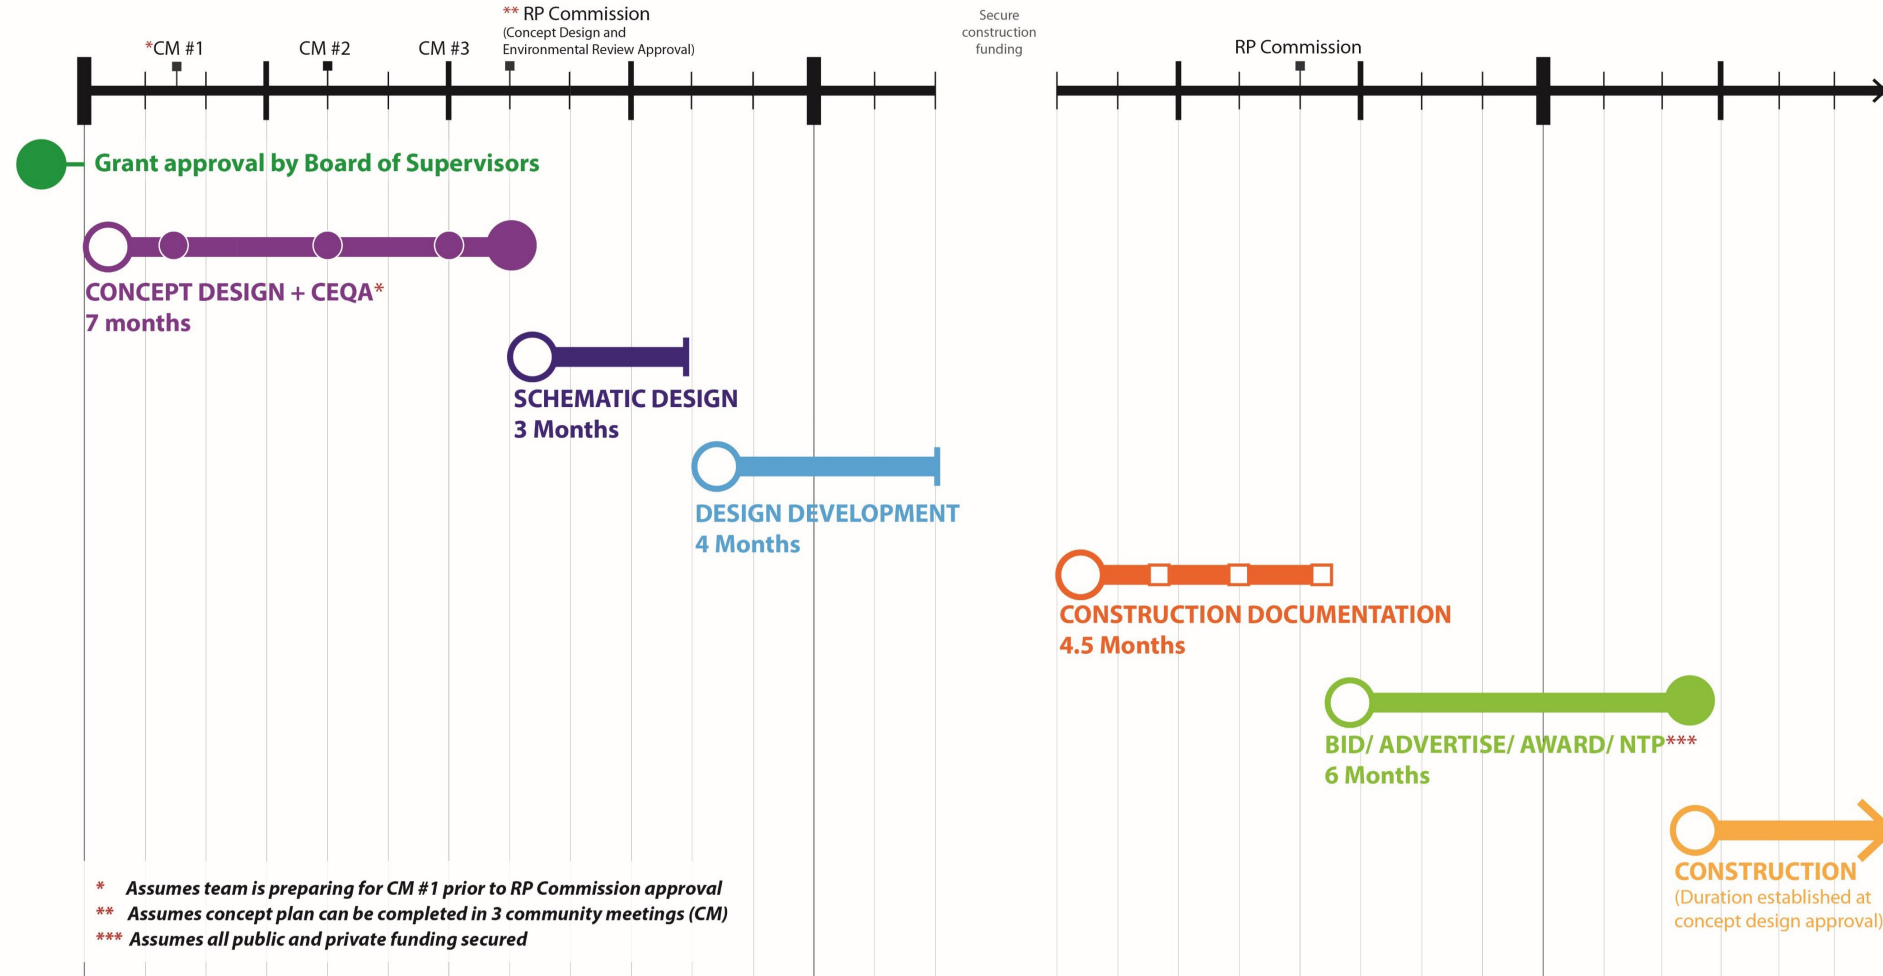 ** RP Commission
(Concept Design and
Environmental Review Approval)
*CM #1
CM #2
CM #3
Secure
construction
funding
RP Commission
Grant approval by Board of Supervisors
CONCEPT DESIGN + CEQA*
7 months
SCHEMATIC DESIGN
3 Months
DESIGN DEVELOPMENT
4 Months
CONSTRUCTION DOCUMENTATION
4.5 Months
BID/ ADVERTISE/ AWARD/ NTP***
6 Months
CONSTRUCTION
(Duration established at
concept design approval)
* Assumes team is preparing for CM #1 prior to RP Commission approval
** Assumes concept plan can be completed in 3 community meetings (CM)
*** Assumes all public and private funding secured